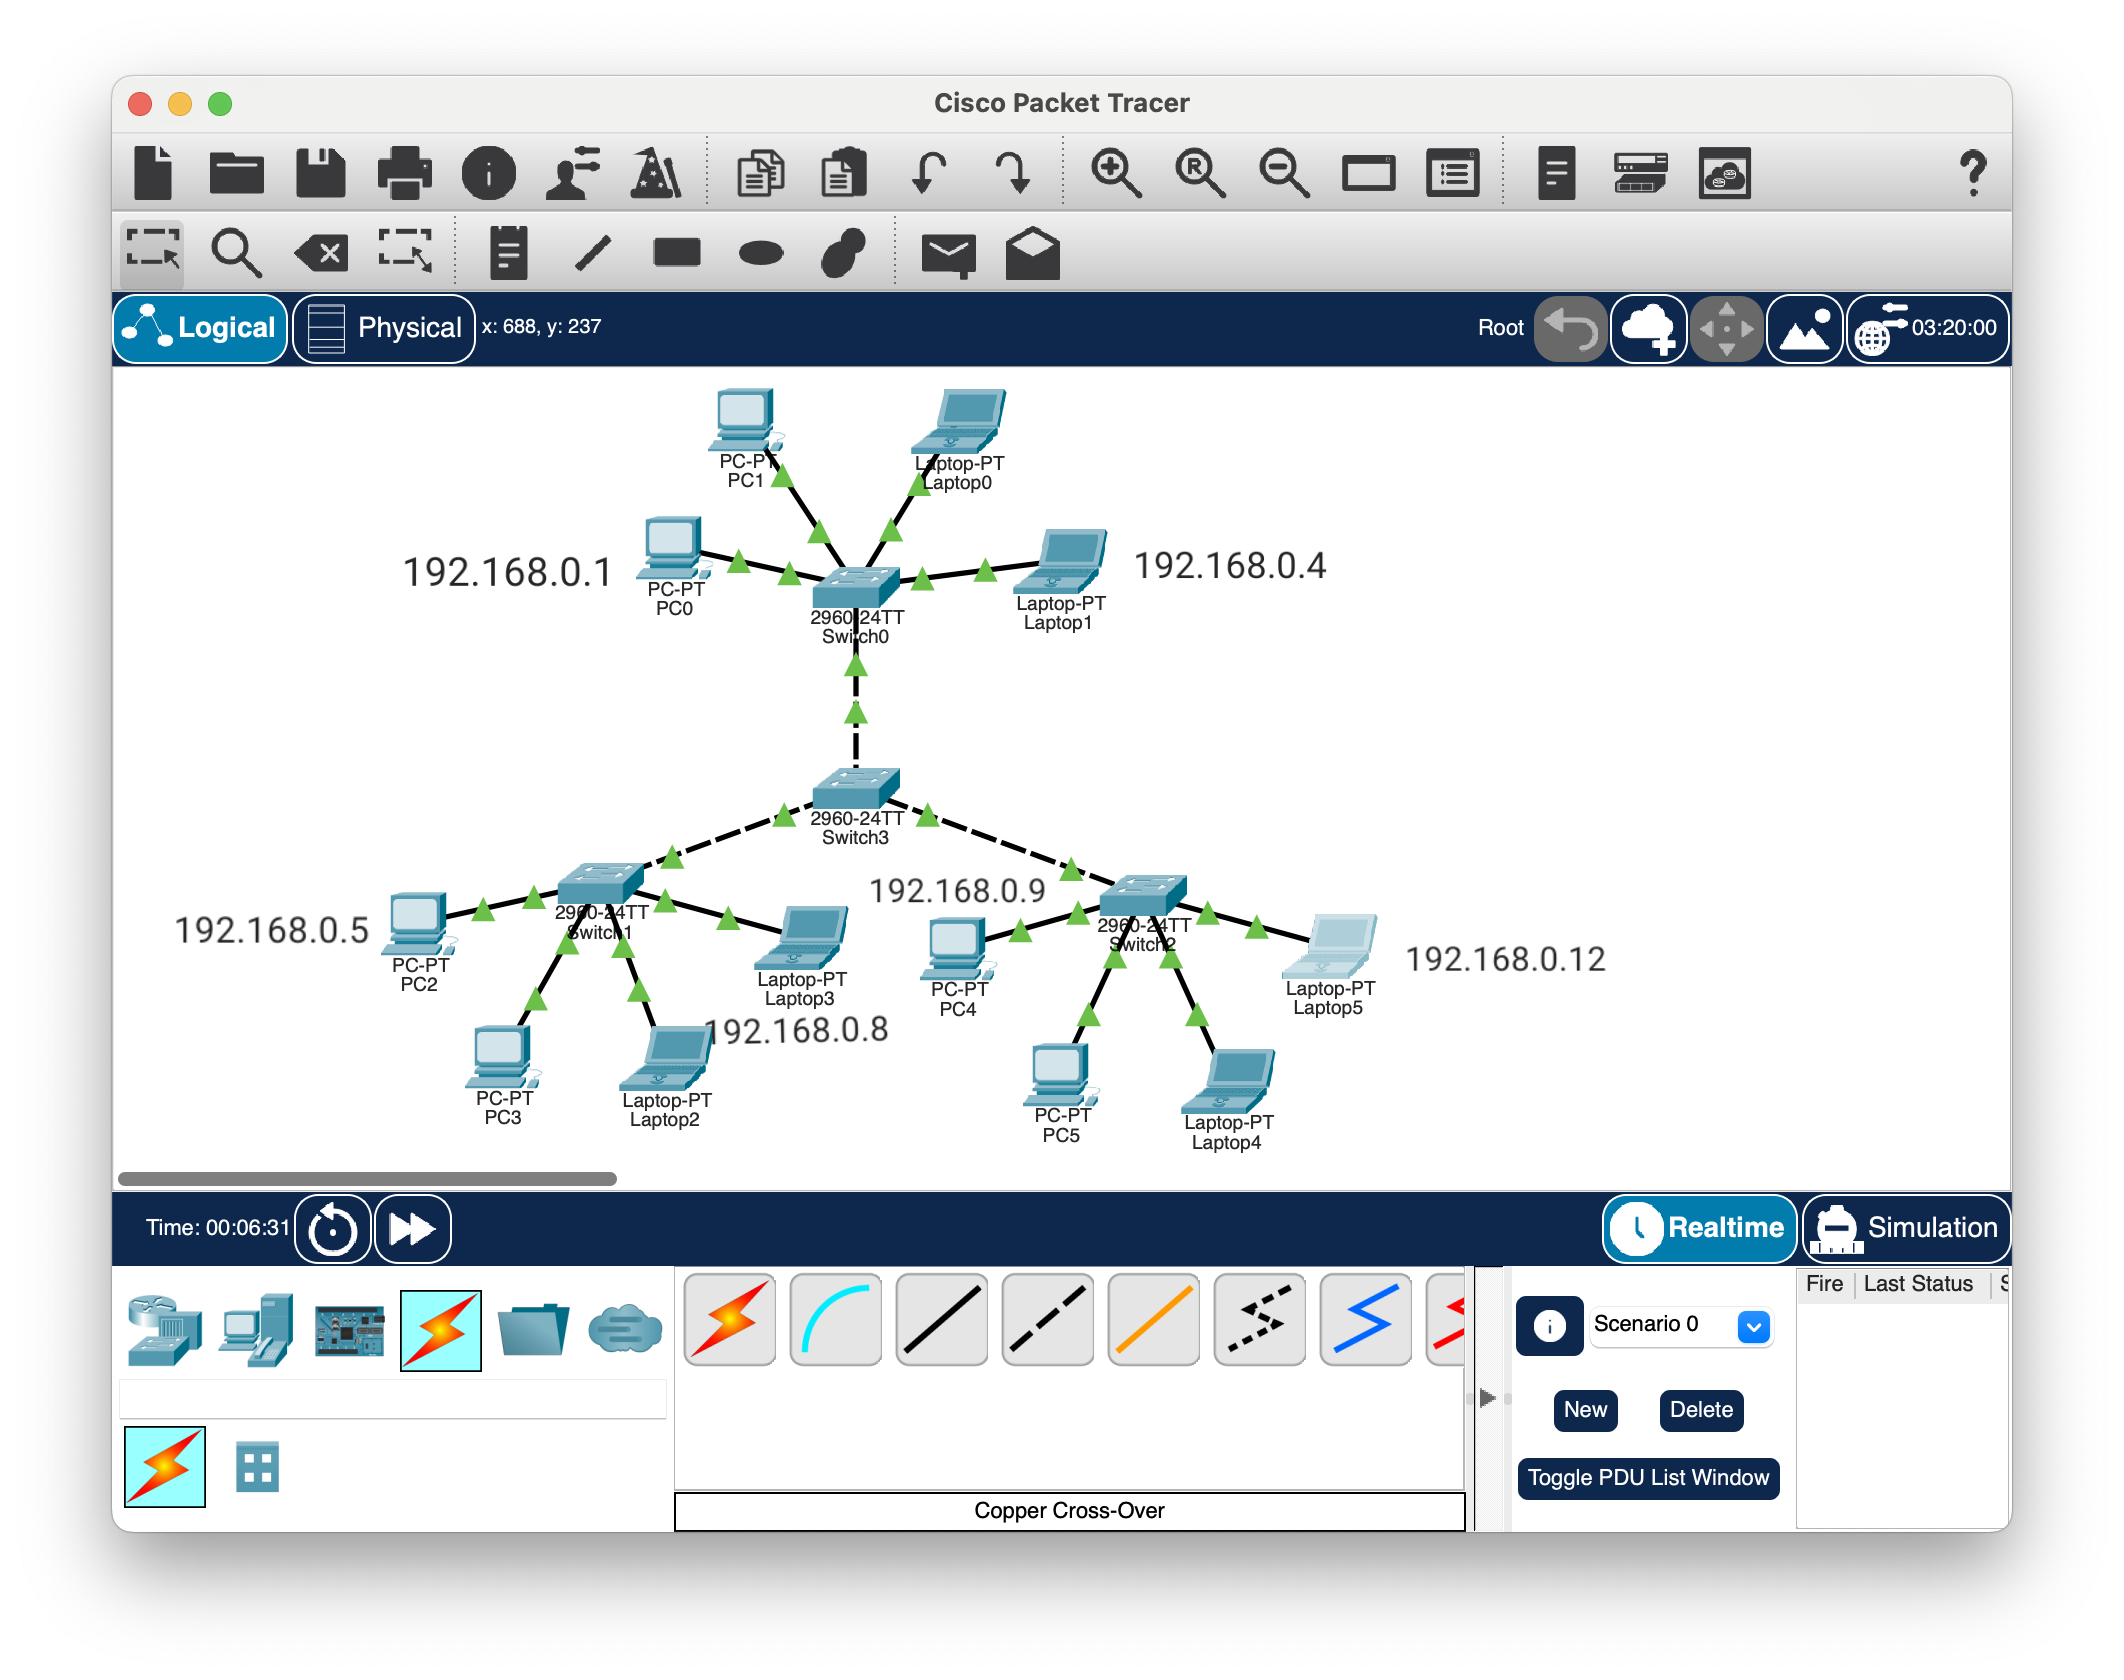 Cisco Packet Tracer
Logical
Physical
x: 688, y: 237
Root
03:20:00
PC-PT
PC1
Laptop-PT
Laptop0
192.168.0.1
PC-PT
PC0
2960-24TT
Switch0
Laptop-PT
Laptop1
192.168.0.4
2960-24TT
Switch3
192.168.0.5
PC-PT
PC2
2960-24TT
Switch1
Laptop-PT
Laptop3
192.168.0.8
PC-PT
PC3
Laptop-PT
Laptop2
192.168.0.9
PC-PT
PC4
2960-24TT
Switch2
Laptop-PT
Laptop5
192.168.0.12
PC-PT
PC5
Laptop-PT
Laptop4
Time: 00:06:31
Realtime
Simulation
Scenario 0
New
Delete
Toggle PDU List Window
Fire
Last Status
Copper Cross-Over